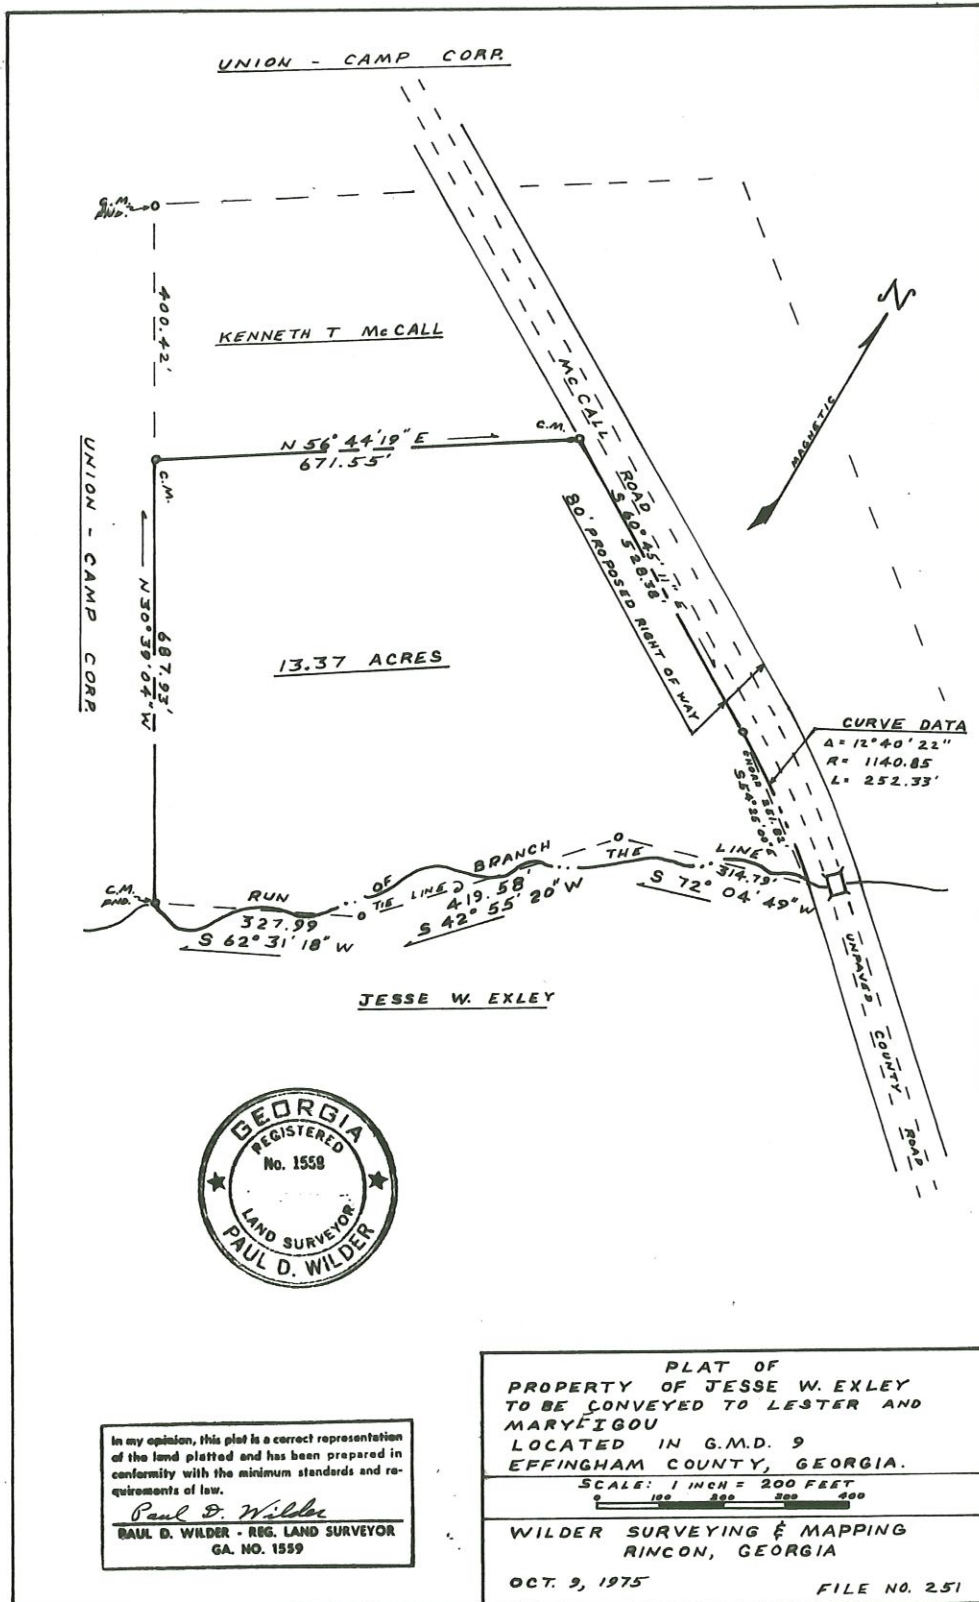 UNION - CAMP CORP.
C.M.
FND.
400.42'
KENNETH T McCALL
N 56° 44' 19" E
671.55'
C.M.
C.M.
McCALL ROAD
S 60° 45' 11" E
528.38'
80' PROPOSED RIGHT OF WAY
N
MAGNETIC
UNION - CAMP CORP.
N 30° 39' 04" W
687.93'
13.37 ACRES
CURVE DATA
Δ = 12° 40' 22"
R = 1140.85
L = 252.33'
CHORD 251.82'
S 54° 25' 00" E
C.M.
FND.
RUN OF BRANCH THE LINE
327.99
S 62° 31' 18" W
TIE LINE
419.58'
S 42° 55' 20" W
314.79'
S 72° 04' 49" W
UNPAVED COUNTY ROAD
JESSE W. EXLEY
GEORGIA
REGISTERED
No. 1559
LAND SURVEYOR
PAUL D. WILDER
In my opinion, this plat is a correct representation
of the land platted and has been prepared in
conformity with the minimum standards and re-
quirements of law.
Paul D. Wilder
PAUL D. WILDER - REG. LAND SURVEYOR
GA. NO. 1559
PLAT OF
PROPERTY OF JESSE W. EXLEY
TO BE CONVEYED TO LESTER AND
MARY ZIGOU
LOCATED IN G.M.D. 9
EFFINGHAM COUNTY, GEORGIA.
SCALE: 1 INCH = 200 FEET
0 100 200 300 400
WILDER SURVEYING & MAPPING
RINCON, GEORGIA
OCT. 9, 1975
FILE NO. 251